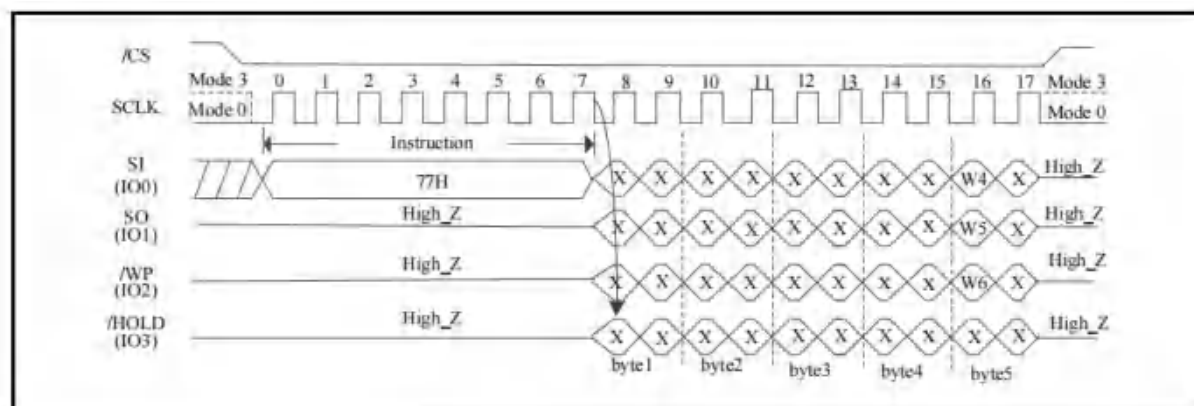 /CS
Mode 3 0 1 2 3 4 5 6 7 8 9 10 11 12 13 14 15 16 17 Mode 3
SCLK Mode 0 Mode 0
Instruction
SI
(IO0) 77H X X X X X X X X W4 X High_Z
SO
(IO1) High_Z X X X X X X X X W5 X High_Z
/WP
(IO2) High_Z X X X X X X X X W6 X High_Z
/HOLD
(IO3) High_Z X X X X X X X X X X High_Z
byte1 byte2 byte3 byte4 byte5